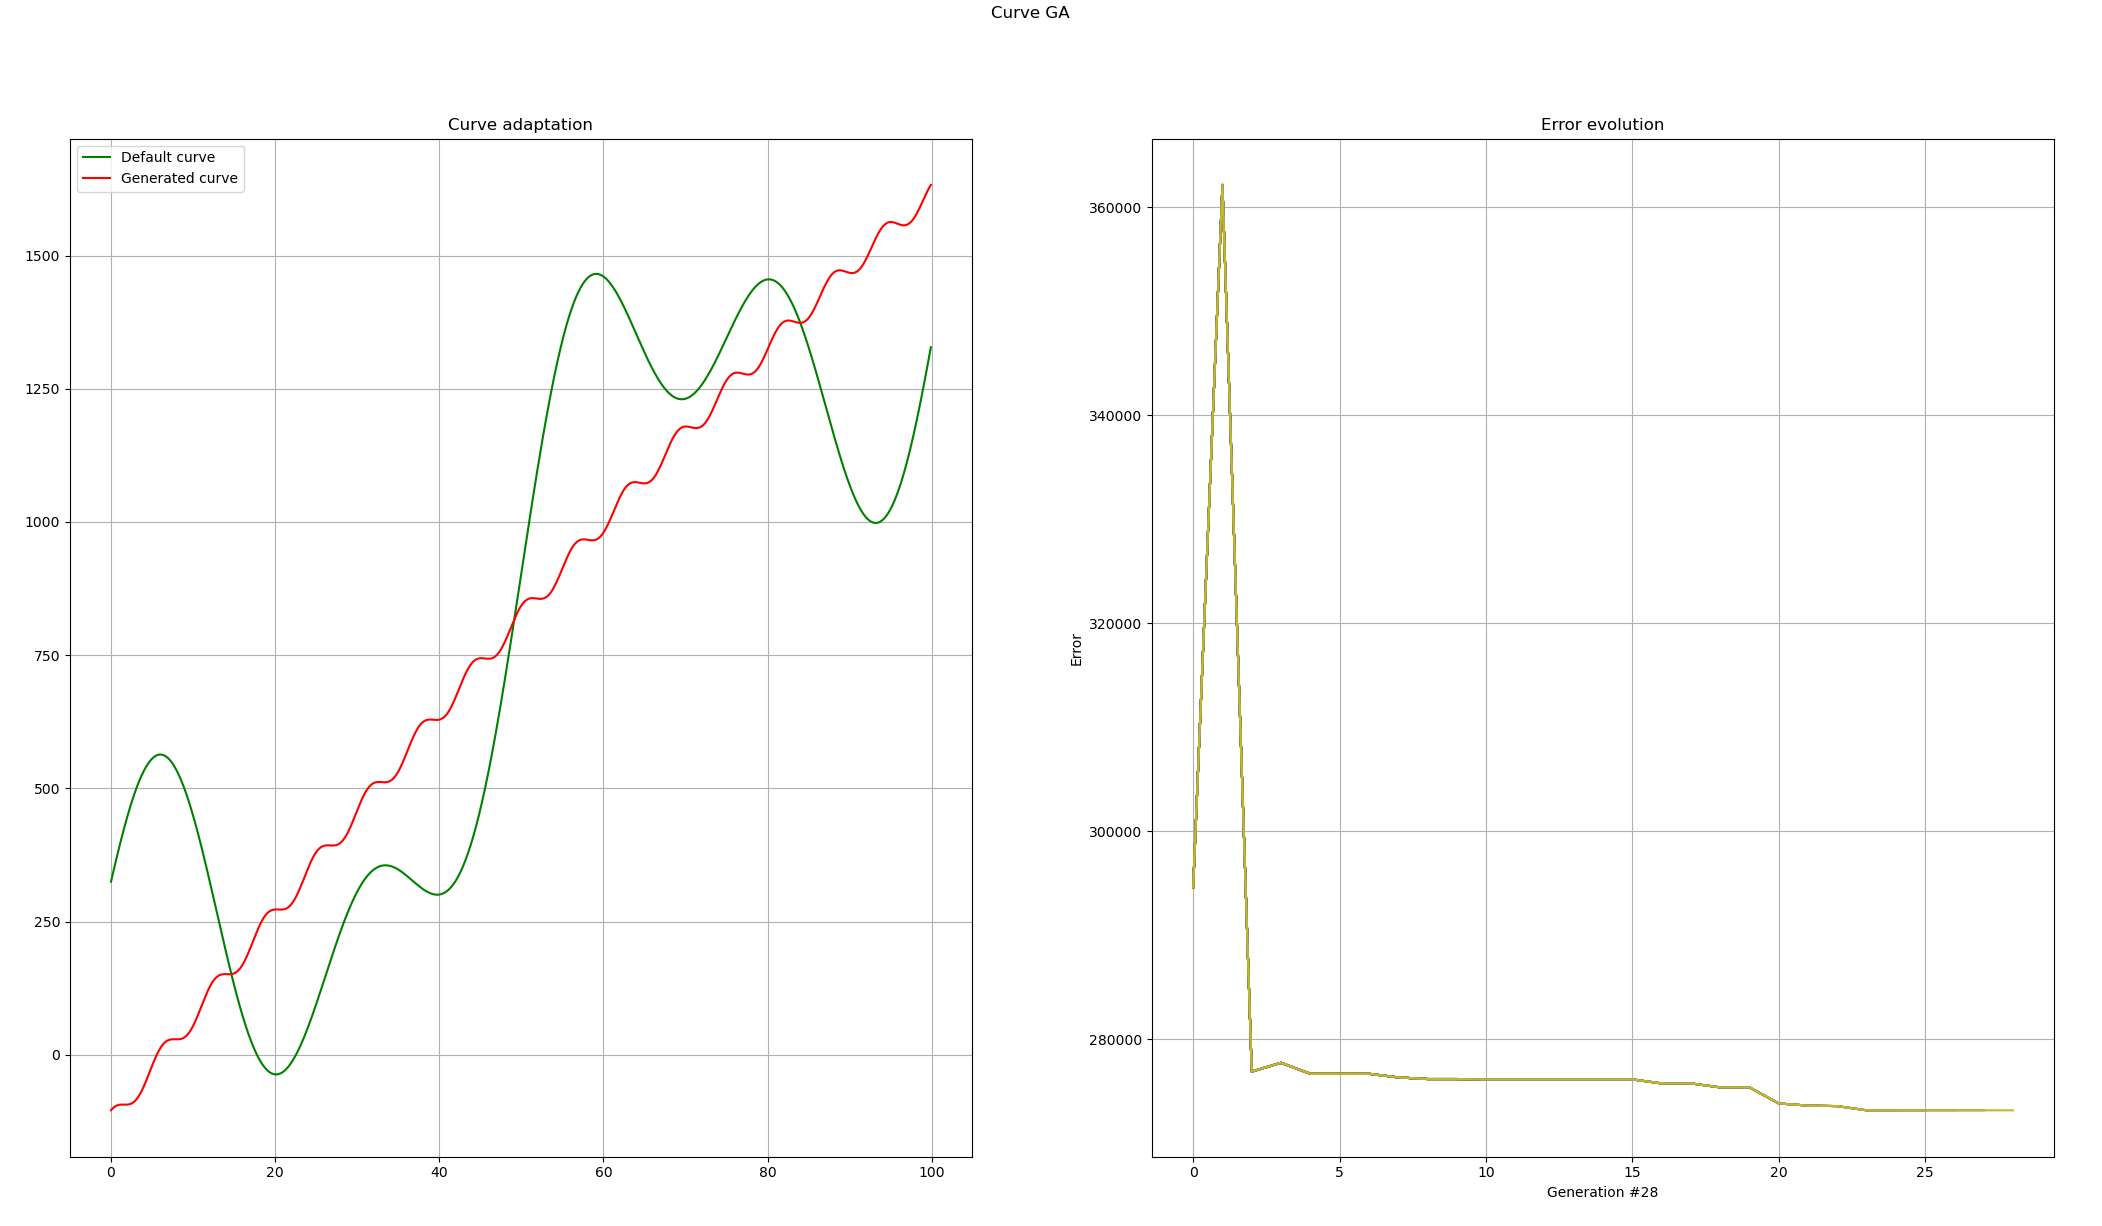 Curve GA
Curve adaptation
Default curve
Generated curve
1500
1250
1000
750
500
250
0
0 20 40 60 80 100
Error evolution
360000
340000
320000
300000
280000
Error
0 5 10 15 20 25
Generation #28